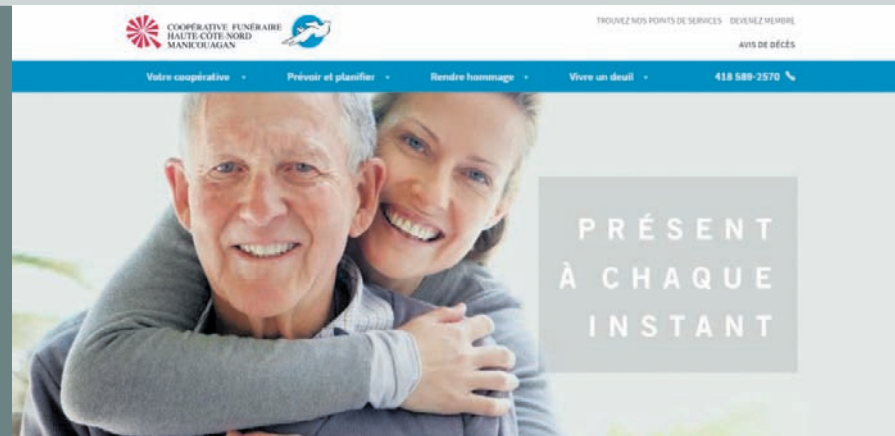 COOPÉRATIVE FUNÉRAIRE
HAUTE-CÔTE-NORD
MANICOUAGAN
TROUVEZ NOS POINTS DE SERVICES DEVENEZ MEMBRE
AVIS DE DÉCÈS
Votre coopérative Prévoir et planifier Rendre hommage Vivre un deuil 418 589-2570
PRÉSENT
À CHAQUE
INSTANT